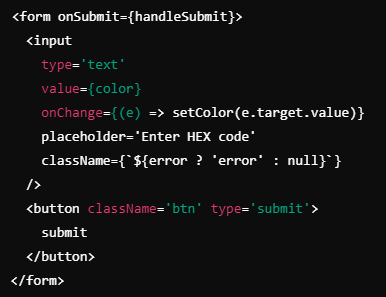 <form onSubmit={handleSubmit}>
<input
type='text'
value={color}
onChange={(e) => setColor(e.target.value)}
placeholder='Enter HEX code'
className={`${error ? 'error' : null}`}
/>
<button className='btn' type='submit'>
submit
</button>
</form>